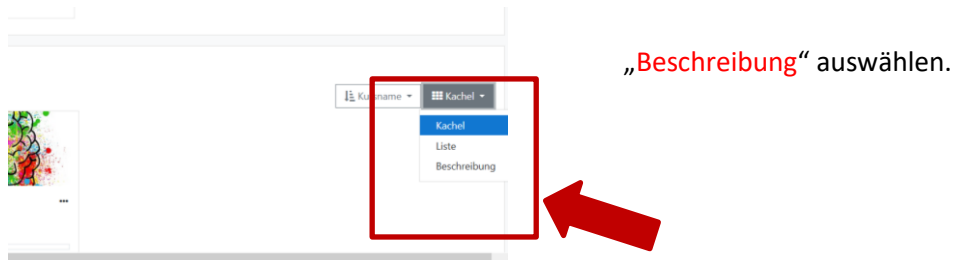 „Beschreibung“ auswählen.
Kursname Kachel
Kachel
Liste
Beschreibung